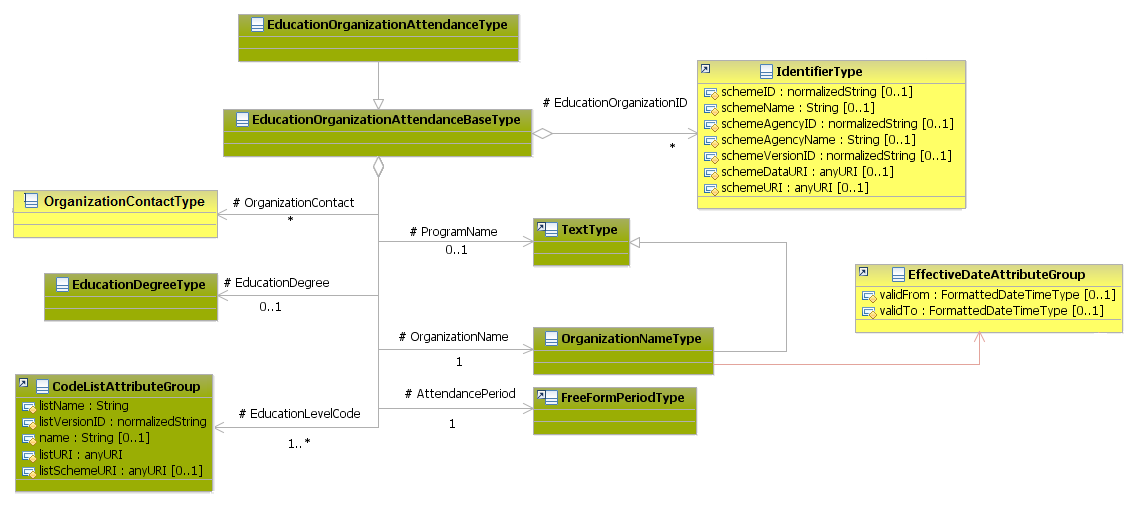 EducationOrganizationAttendanceType
EducationOrganizationAttendanceBaseType
# EducationOrganizationID
*
IdentifierType
schemeID : normalizedString [0..1]
schemeName : String [0..1]
schemeAgencyID : normalizedString [0..1]
schemeAgencyName : String [0..1]
schemeVersionID : normalizedString [0..1]
schemeDataURI : anyURI [0..1]
schemeURI : anyURI [0..1]
OrganizationContactType
# OrganizationContact
*
# ProgramName
0..1
TextType
EducationDegreeType
# EducationDegree
0..1
EffectiveDateAttributeGroup
validFrom : FormattedDateTimeType [0..1]
validTo : FormattedDateTimeType [0..1]
# OrganizationName
1
OrganizationNameType
CodeListAttributeGroup
listName : String
listVersionID : normalizedString
name : String [0..1]
listURI : anyURI
listSchemeURI : anyURI [0..1]
# EducationLevelCode
1..*
# AttendancePeriod
1
FreeFormPeriodType